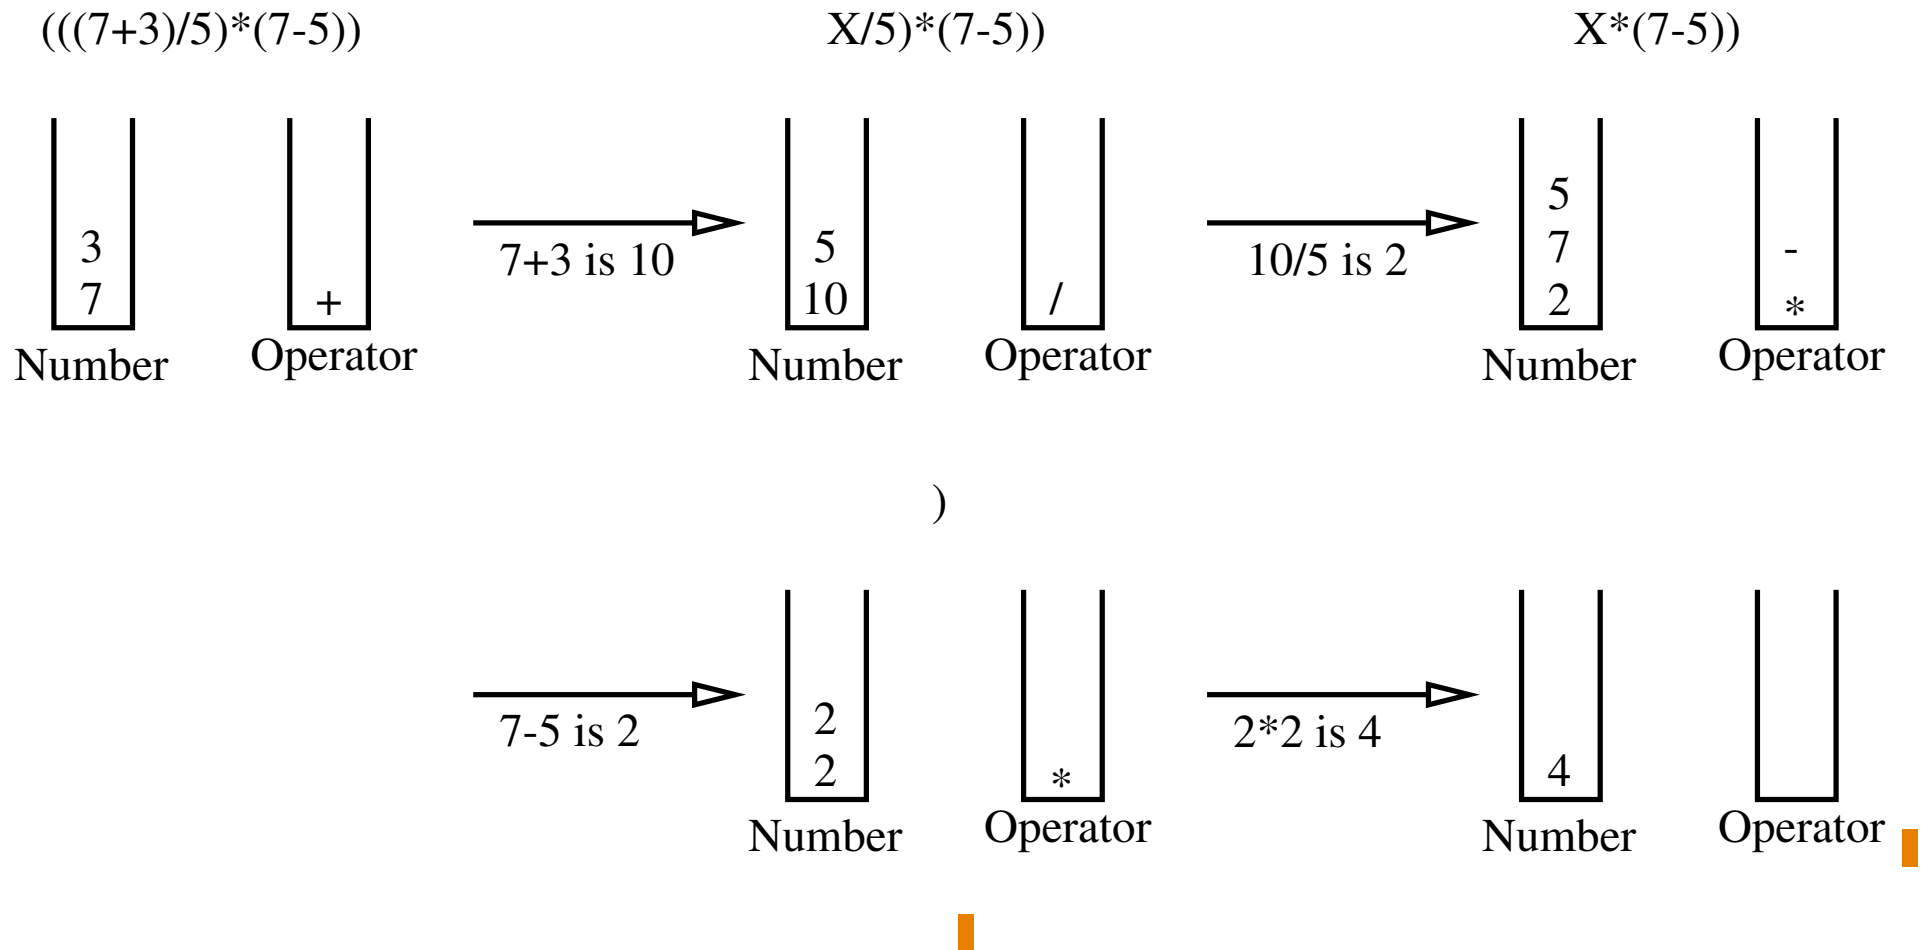 (((7+3)/5)*(7-5))
X/5)*(7-5))
X*(7-5))
3
7
+
Number
Operator
7+3 is 10
5
10
/
Number
Operator
10/5 is 2
5
7
2
-
*
Number
Operator
)
7-5 is 2
2
2
*
Number
Operator
2*2 is 4
4
Number
Operator